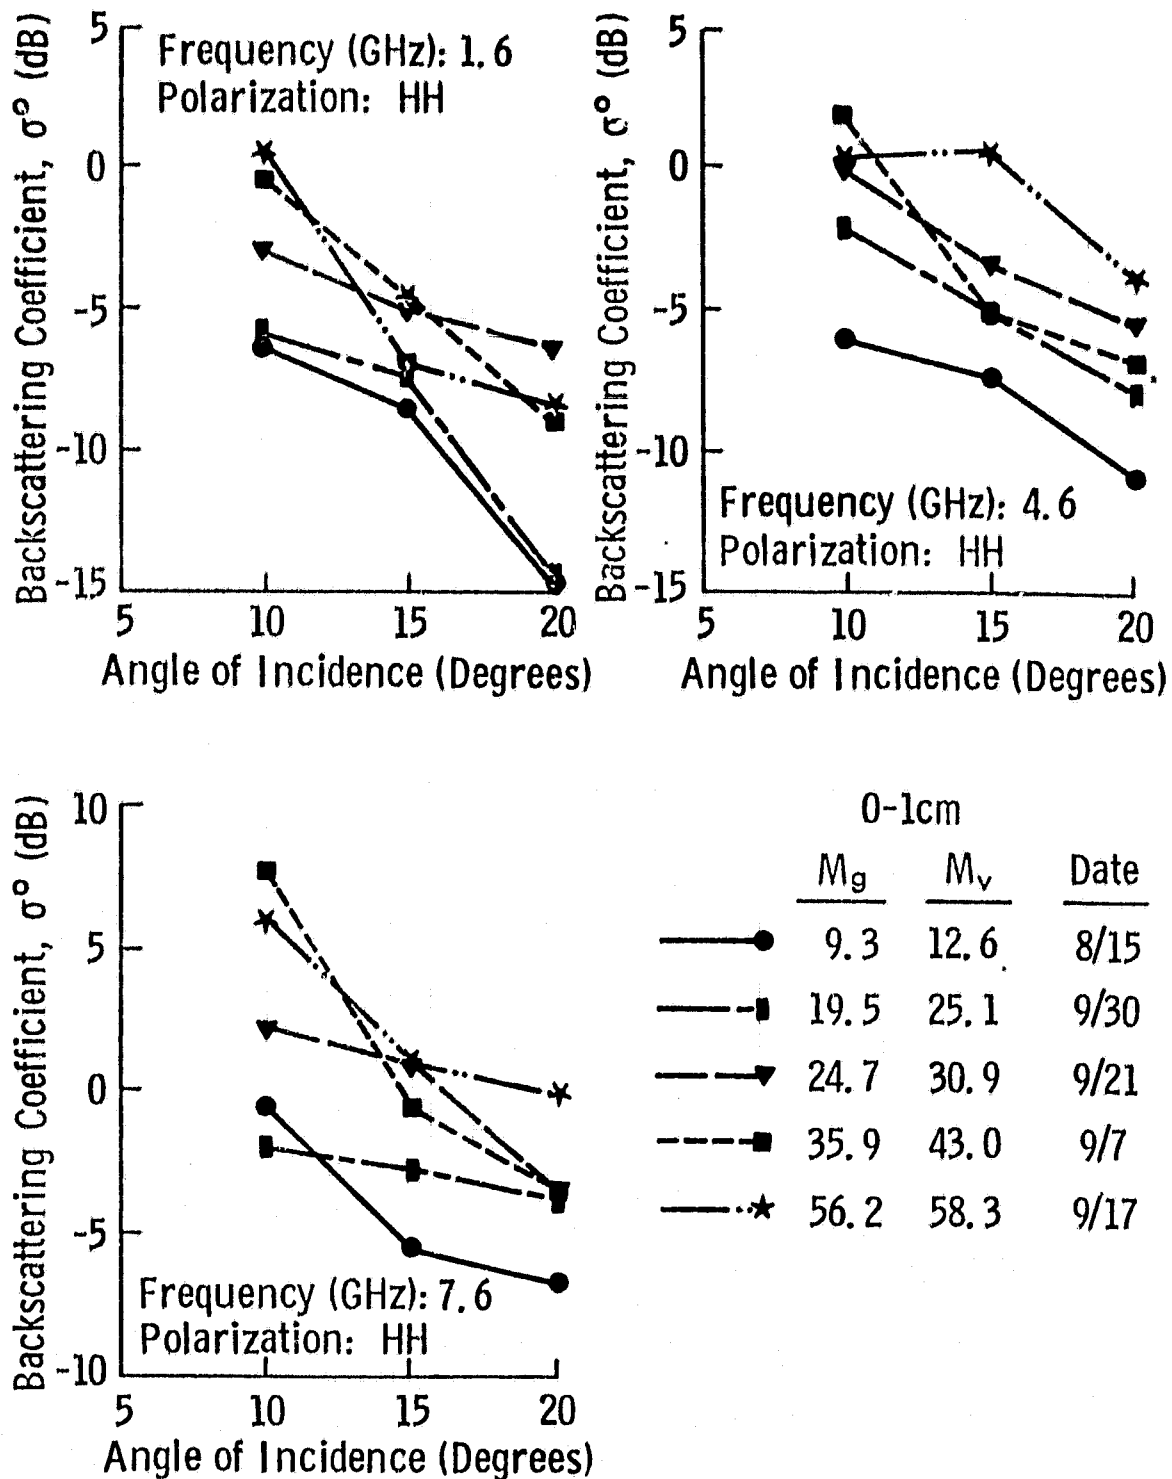 Backscattering Coefficient, σ° (dB)
5
0
-5
-10
-15
Frequency (GHz): 1.6
Polarization: HH
5 10 15 20
Angle of Incidence (Degrees)
Backscattering Coefficient, σ° (dB)
5
0
-5
-10
-15
Frequency (GHz): 4.6
Polarization: HH
5 10 15 20
Angle of Incidence (Degrees)
Backscattering Coefficient, σ° (dB)
10
5
0
-5
-10
Frequency (GHz): 7.6
Polarization: HH
5 10 15 20
Angle of Incidence (Degrees)
0-1cm
Mg Mv Date
9.3 12.6 8/15
19.5 25.1 9/30
24.7 30.9 9/21
35.9 43.0 9/7
56.2 58.3 9/17